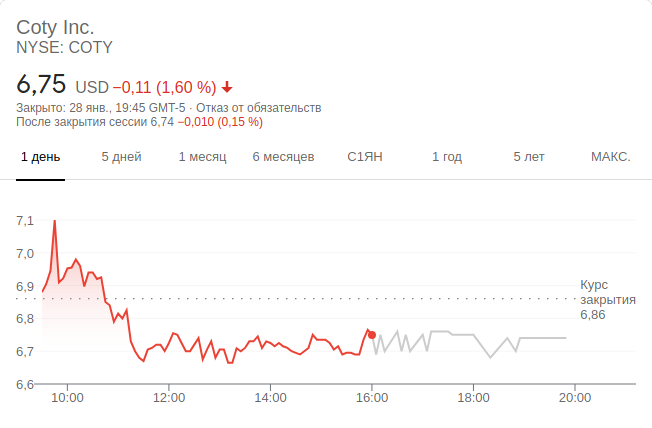 Coty Inc.
NYSE: COTY
6,75 USD −0,11 (1,60 %)
Закрыто: 28 янв., 19:45 GMT-5 · Отказ от обязательств
После закрытия сессии 6,74 −0,010 (0,15 %)
1 день 5 дней 1 месяц 6 месяцев С1ЯН 1 год 5 лет МАКС.
7,1
7,0
6,9
6,8
6,7
6,6
Курс
закрытия
6,86
10:00 12:00 14:00 16:00 18:00 20:00